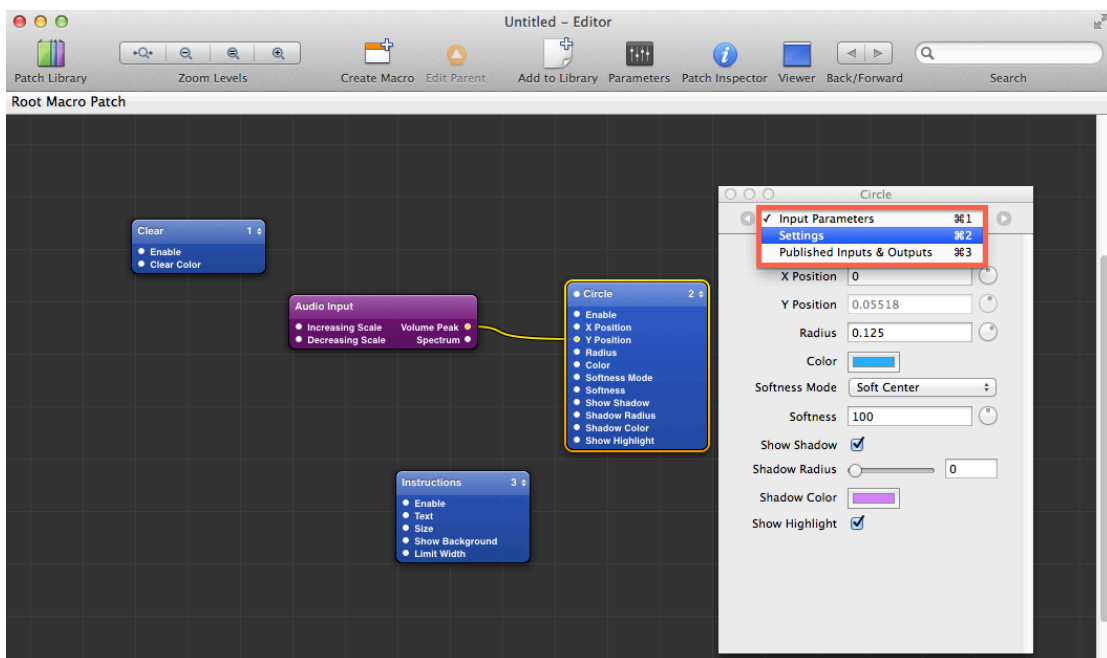 Untitled – Editor
Patch Library
Zoom Levels
Create Macro
Edit Parent
Add to Library
Parameters
Patch Inspector
Viewer
Back/Forward
Search
Root Macro Patch
Clear 1
Enable
Clear Color
Audio Input
Increasing Scale Volume Peak
Decreasing Scale Spectrum
Circle 2
Enable
X Position
Y Position
Radius
Color
Softness Mode
Softness
Show Shadow
Shadow Radius
Shadow Color
Show Highlight
Instructions 3
Enable
Text
Size
Show Background
Limit Width
Circle
✓ Input Parameters ⌘1
Settings ⌘2
Published Inputs & Outputs ⌘3
X Position 0
Y Position 0.05518
Radius 0.125
Color
Softness Mode Soft Center
Softness 100
Show Shadow
Shadow Radius 0
Shadow Color
Show Highlight